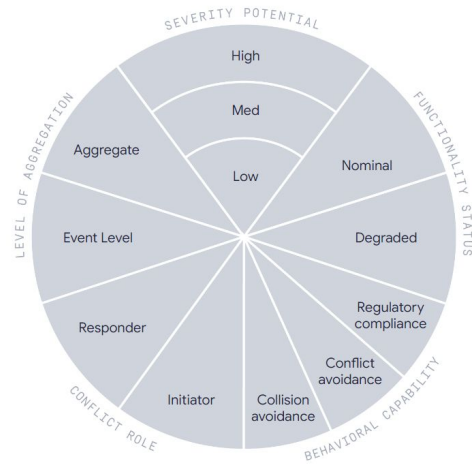 SEVERITY POTENTIAL
High
Med
Low
FUNCTIONALITY STATUS
Nominal
Degraded
BEHAVIORAL CAPABILITY
Regulatory
compliance
Conflict
avoidance
Collision
avoidance
CONFLICT ROLE
Initiator
Responder
LEVEL OF AGGREGATION
Event Level
Aggregate